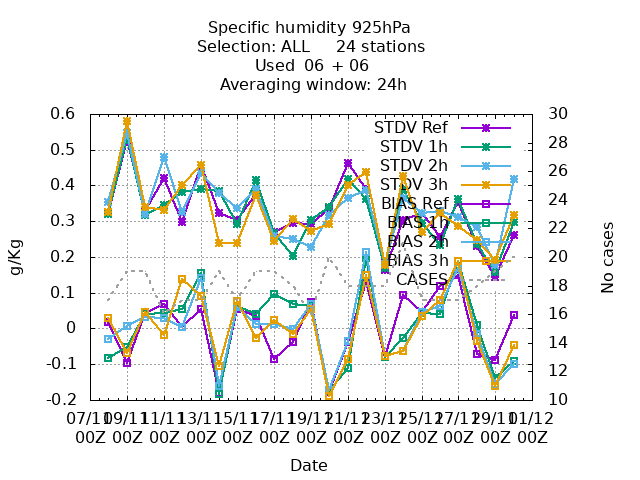 Specific humidity 925hPa
Selection: ALL 24 stations
Used 06 + 06
Averaging window: 24h
0.6
0.5
0.4
0.3
0.2
0.1
0
-0.1
-0.2
g/Kg
30
28
26
24
22
20
18
16
14
12
10
No cases
STDV Ref
STDV 1h
STDV 2h
STDV 3h
BIAS Ref
BIAS 1h
BIAS 2h
BIAS 3h
CASES
07/11 09/11 11/11 13/11 15/11 17/11 19/11 21/11 23/11 25/11 27/11 29/11 01/12
00Z 00Z 00Z 00Z 00Z 00Z 00Z 00Z 00Z 00Z 00Z 00Z 00Z
Date